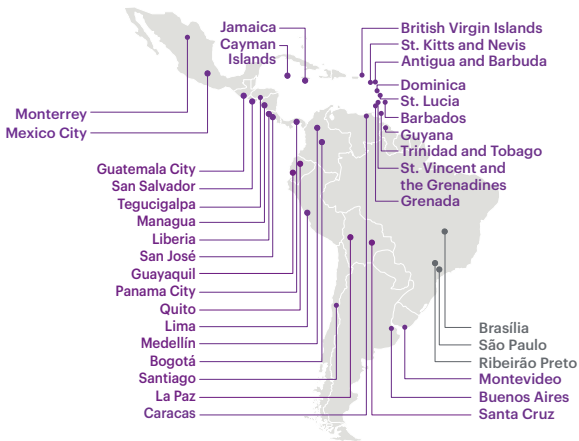 Jamaica
Cayman
Islands
Monterrey
Mexico City
Guatemala City
San Salvador
Tegucigalpa
Managua
Liberia
San José
Guayaquil
Panama City
Quito
Lima
Medellín
Bogotá
Santiago
La Paz
Caracas
British Virgin Islands
St. Kitts and Nevis
Antigua and Barbuda
Dominica
St. Lucia
Barbados
Guyana
Trinidad and Tobago
St. Vincent and
the Grenadines
Grenada
Brasília
São Paulo
Ribeirão Preto
Montevideo
Buenos Aires
Santa Cruz